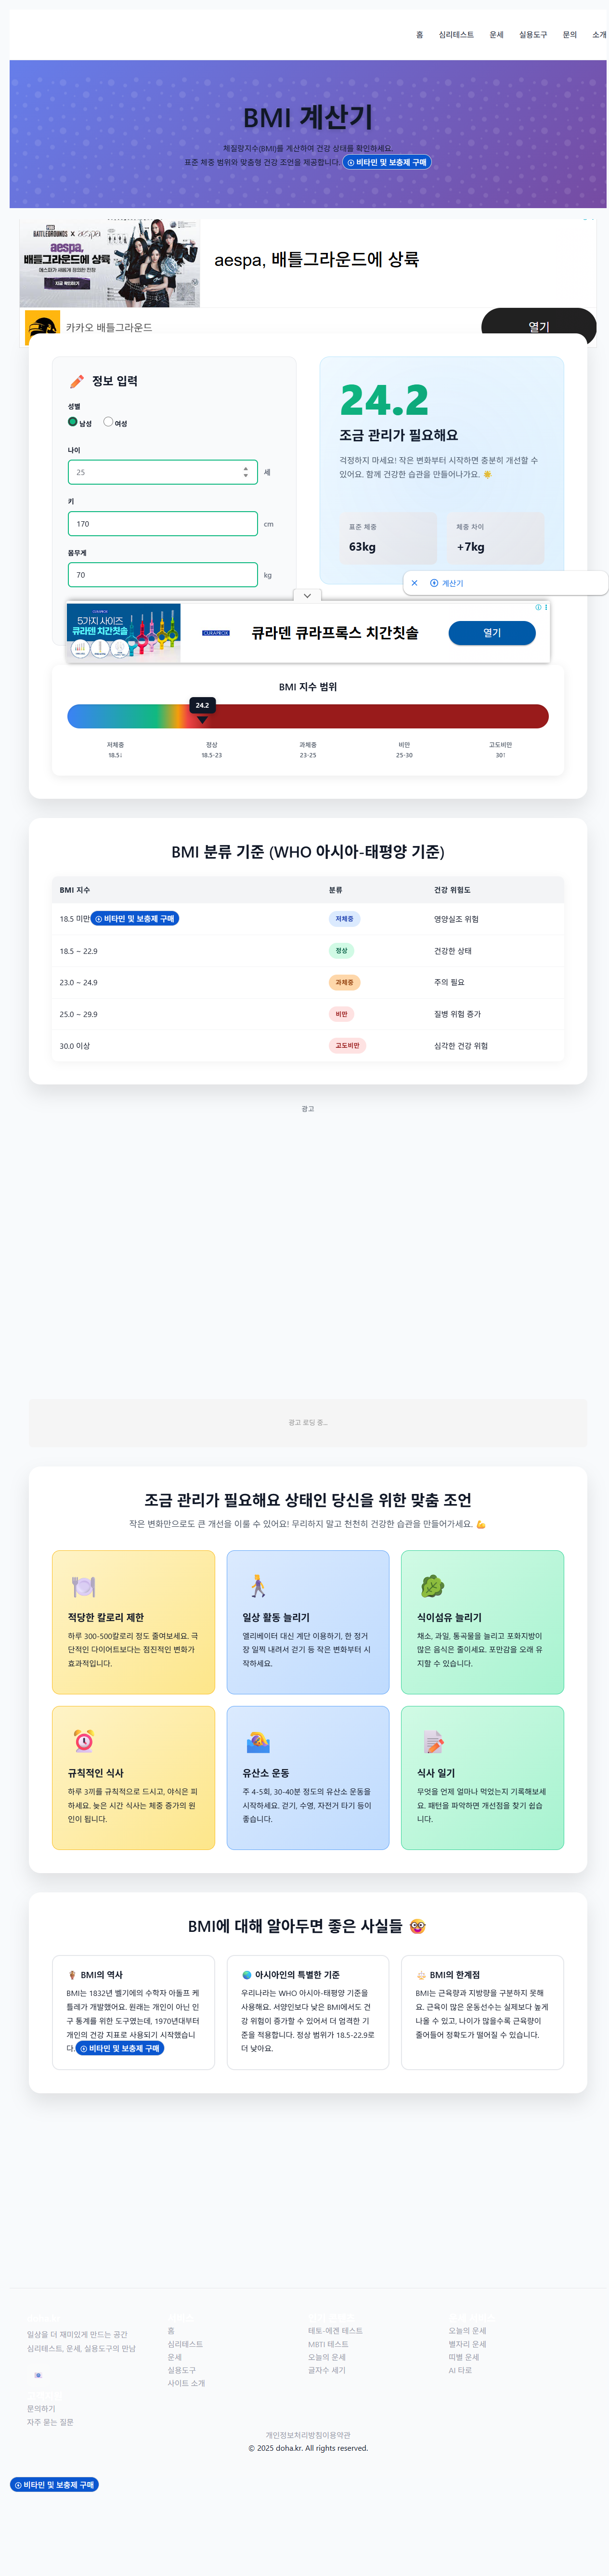 홈 심리테스트 운세 실용도구 문의 소개
BMI 계산기
체질량지수(BMI)를 계산하여 건강 상태를 확인하세요.
표준 체중 범위와 맞춤형 건강 조언을 제공합니다. 비타민 및 보충제 구매
BATTLEGROUNDS X aespa
aespa,
배틀그라운드에 상륙
aespa, 배틀그라운드에 상륙
카카오 배틀그라운드
열기
정보 입력
성별
남성 여성
나이
25 세
키
170 cm
몸무게
70 kg
24.2
조금 관리가 필요해요
걱정하지 마세요! 작은 변화부터 시작하면 충분히 개선할 수
있어요. 함께 건강한 습관을 만들어나가요.
표준 체중
63kg
체중 차이
+7kg
계산기
CURAPROX
5가지 사이즈
큐라덴 치간칫솔
CURAPROX
큐라덴 큐라프록스 치간칫솔
열기
BMI 지수 범위
24.2
저체중 정상 과체중 비만 고도비만
18.5↓ 18.5-23 23-25 25-30 30↑
BMI 분류 기준 (WHO 아시아-태평양 기준)
BMI 지수 분류 건강 위험도
18.5 미만 비타민 및 보충제 구매 저체중 영양실조 위험
18.5 ~ 22.9 정상 건강한 상태
23.0 ~ 24.9 과체중 주의 필요
25.0 ~ 29.9 비만 질병 위험 증가
30.0 이상 고도비만 심각한 건강 위험
광고
광고 로딩 중...
조금 관리가 필요해요 상태인 당신을 위한 맞춤 조언
작은 변화만으로도 큰 개선을 이룰 수 있어요! 무리하지 말고 천천히 건강한 습관을 만들어가세요.
적당한 칼로리 제한
하루 300-500칼로리 정도 줄여보세요. 극
단적인 다이어트보다는 점진적인 변화가
효과적입니다.
일상 활동 늘리기
엘리베이터 대신 계단 이용하기, 한 정거
장 일찍 내려서 걷기 등 작은 변화부터 시
작하세요.
식이섬유 늘리기
채소, 과일, 통곡물을 늘리고 포화지방이
많은 음식은 줄이세요. 포만감을 오래 유
지할 수 있습니다.
규칙적인 식사
하루 3끼를 규칙적으로 드시고, 야식은 피
하세요. 늦은 시간 식사는 체중 증가의 원
인이 됩니다.
유산소 운동
주 4-5회, 30-40분 정도의 유산소 운동을
시작하세요. 걷기, 수영, 자전거 타기 등이
좋습니다.
식사 일기
무엇을 언제 얼마나 먹었는지 기록해보세
요. 패턴을 파악하면 개선점을 찾기 쉽습
니다.
BMI에 대해 알아두면 좋은 사실들
BMI의 역사
BMI는 1832년 벨기에의 수학자 아돌프 케
틀레가 개발했어요. 원래는 개인이 아닌 인
구 통계를 위한 도구였는데, 1970년대부터
개인의 건강 지표로 사용되기 시작했습니
다. 비타민 및 보충제 구매
아시아인의 특별한 기준
우리나라는 WHO 아시아-태평양 기준을
사용해요. 서양인보다 낮은 BMI에서도 건
강 위험이 증가할 수 있어서 더 엄격한 기
준을 적용합니다. 정상 범위가 18.5-22.9로
더 낮아요.
BMI의 한계점
BMI는 근육량과 지방량을 구분하지 못해
요. 근육이 많은 운동선수는 실제보다 높게
나올 수 있고, 나이가 많을수록 근육량이
줄어들어 정확도가 떨어질 수 있습니다.
일상을 더 재미있게 만드는 공간
심리테스트, 운세, 실용도구의 만남
문의하기
자주 묻는 질문
홈
심리테스트
운세
실용도구
사이트 소개
테토-에겐 테스트
MBTI 테스트
오늘의 운세
글자수 세기
오늘의 운세
별자리 운세
띠별 운세
AI 타로
개인정보처리방침이용약관
© 2025 doha.kr. All rights reserved.
비타민 및 보충제 구매